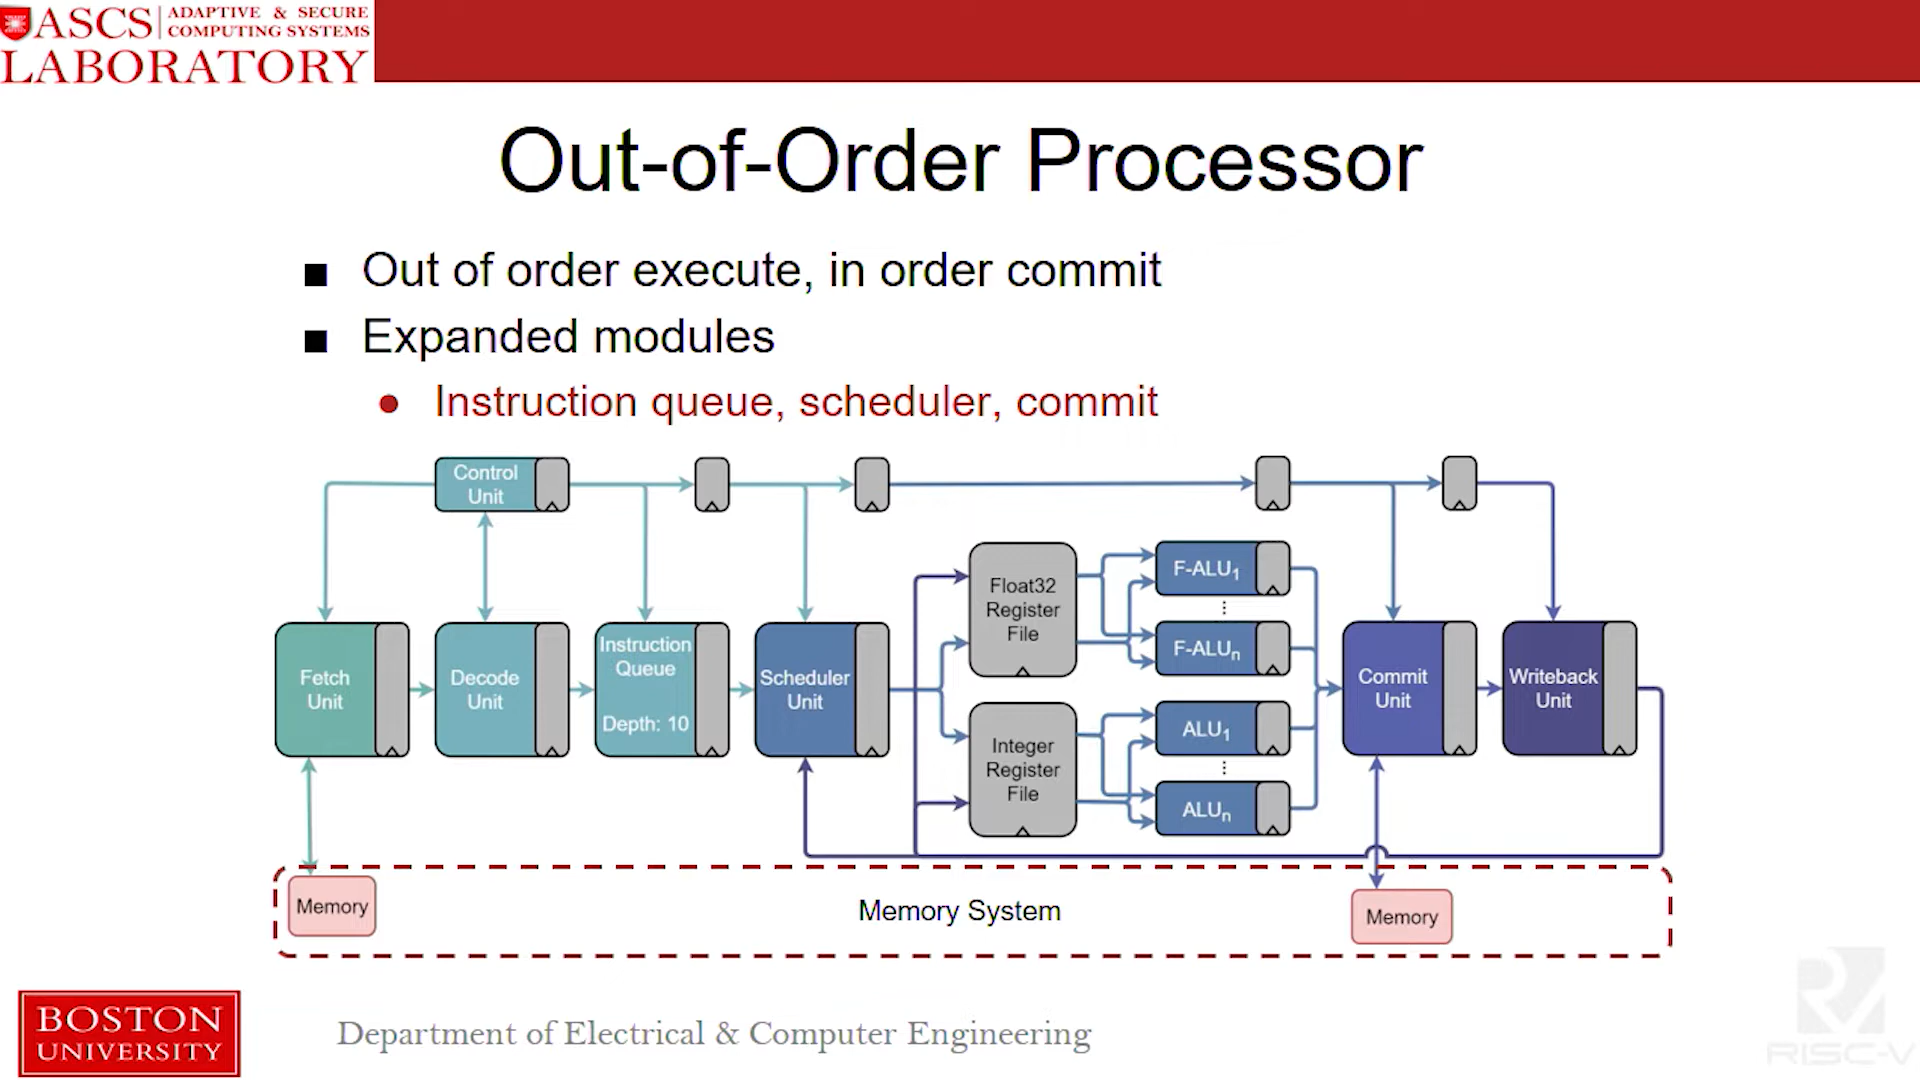 ASCS
ADAPTIVE & SECURE
COMPUTING SYSTEMS
LABORATORY
Out-of-Order Processor
■ Out of order execute, in order commit
■ Expanded modules
● Instruction queue, scheduler, commit
Control
Unit
Fetch
Unit
Decode
Unit
Instruction
Queue
Depth: 10
Scheduler
Unit
Float32
Register
File
Integer
Register
File
F-ALU1
F-ALUn
ALU1
ALUn
Commit
Unit
Writeback
Unit
Memory
Memory System
Memory
BOSTON
UNIVERSITY
Department of Electrical & Computer Engineering
RISC-V